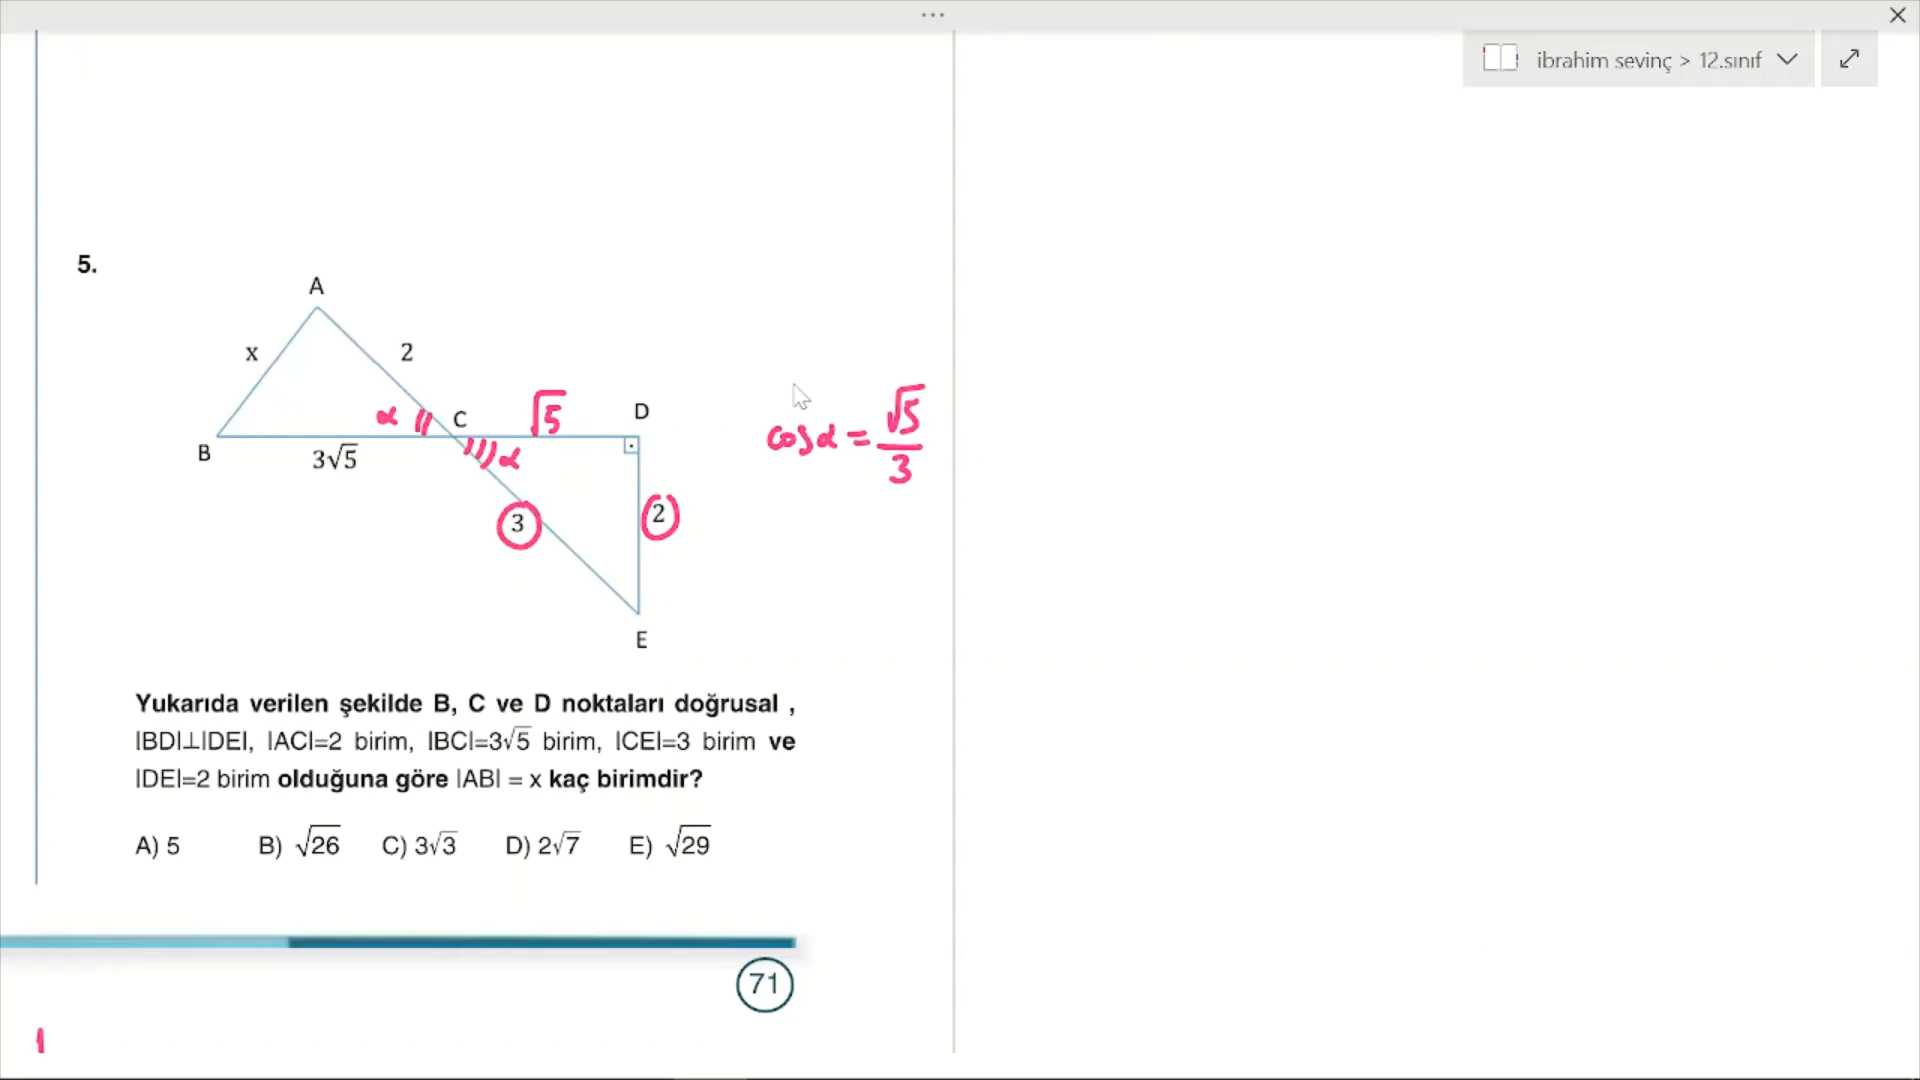 ibrahim sevinç > 12.sınıf
5.
A
x
2
α
C
√5
D
cosα = √5/3
B
3√5
α
3
2
E
Yukarıda verilen şekilde B, C ve D noktaları doğrusal ,
|BD|⊥|DE|, |AC|=2 birim, |BC|=3√5 birim, |CE|=3 birim ve
|DE|=2 birim olduğuna göre |AB| = x kaç birimdir?
A) 5 B) √26 C) 3√3 D) 2√7 E) √29
71